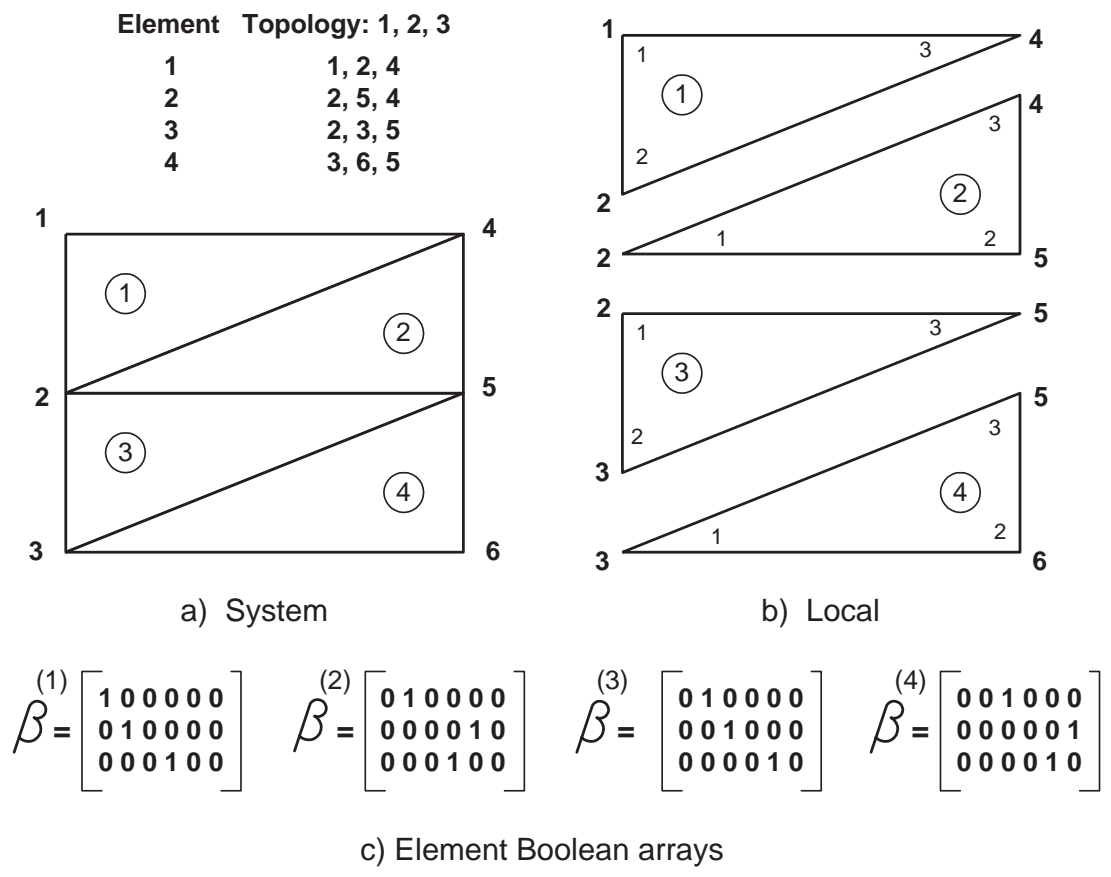 Element Topology: 1, 2, 3
1 1, 2, 4
2 2, 5, 4
3 2, 3, 5
4 3, 6, 5
1 4
1
2
2 5
3
4
3 6
a) System
1 4
1 3
1
2
2
4
3
2
1 2
2 5
2 5
1 3
3
2
3
5
3
4
1 2
3 6
b) Local
(1) (2) (3) (4)
β = [ 1 0 0 0 0 0
0 1 0 0 0 0
0 0 0 1 0 0 ]
β = [ 0 1 0 0 0 0
0 0 0 0 1 0
0 0 0 1 0 0 ]
β = [ 0 1 0 0 0 0
0 0 1 0 0 0
0 0 0 0 1 0 ]
β = [ 0 0 1 0 0 0
0 0 0 0 0 1
0 0 0 0 1 0 ]
c) Element Boolean arrays